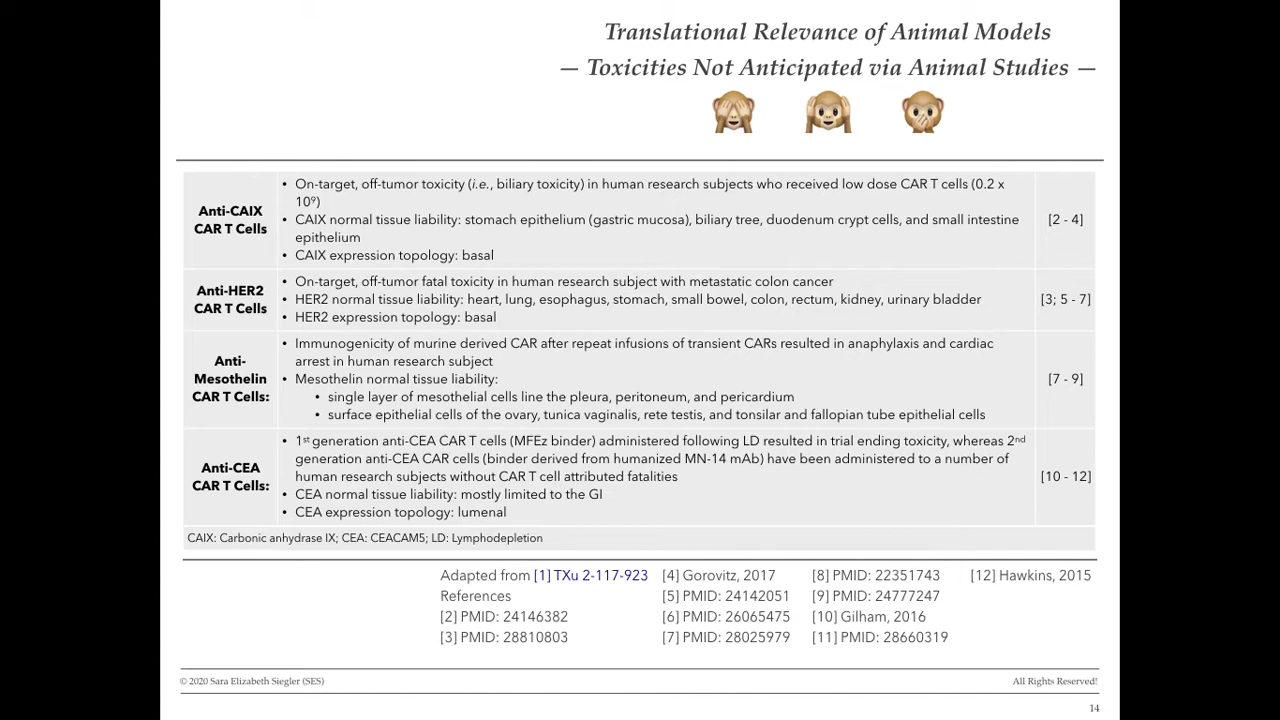 Translational Relevance of Animal Models
— Toxicities Not Anticipated via Animal Studies —
Anti-CAIX
CAR T Cells
• On-target, off-tumor toxicity (i.e., biliary toxicity) in human research subjects who received low dose CAR T cells (0.2 x
10⁹)
• CAIX normal tissue liability: stomach epithelium (gastric mucosa), biliary tree, duodenum crypt cells, and small intestine
epithelium
• CAIX expression topology: basal
[2 - 4]
Anti-HER2
CAR T Cells
• On-target, off-tumor fatal toxicity in human research subject with metastatic colon cancer
• HER2 normal tissue liability: heart, lung, esophagus, stomach, small bowel, colon, rectum, kidney, urinary bladder
• HER2 expression topology: basal
[3; 5 - 7]
Anti-
Mesothelin
CAR T Cells:
• Immunogenicity of murine derived CAR after repeat infusions of transient CARs resulted in anaphylaxis and cardiac
arrest in human research subject
• Mesothelin normal tissue liability:
• single layer of mesothelial cells line the pleura, peritoneum, and pericardium
• surface epithelial cells of the ovary, tunica vaginalis, rete testis, and tonsilar and fallopian tube epithelial cells
[7 - 9]
Anti-CEA
CAR T Cells:
• 1st generation anti-CEA CAR T cells (MFEz binder) administered following LD resulted in trial ending toxicity, whereas 2nd
generation anti-CEA CAR cells (binder derived from humanized MN-14 mAb) have been administered to a number of
human research subjects without CAR T cell attributed fatalities
• CEA normal tissue liability: mostly limited to the GI
• CEA expression topology: lumenal
[10 - 12]
CAIX: Carbonic anhydrase IX; CEA: CEACAM5; LD: Lymphodepletion
Adapted from [1] TXu 2-117-923
References
[2] PMID: 24146382
[3] PMID: 28810803
[4] Gorovitz, 2017
[5] PMID: 24142051
[6] PMID: 26065475
[7] PMID: 28025979
[8] PMID: 22351743
[9] PMID: 24777247
[10] Gilham, 2016
[11] PMID: 28660319
[12] Hawkins, 2015
© 2020 Sara Elizabeth Siegler (SES)
All Rights Reserved!
14